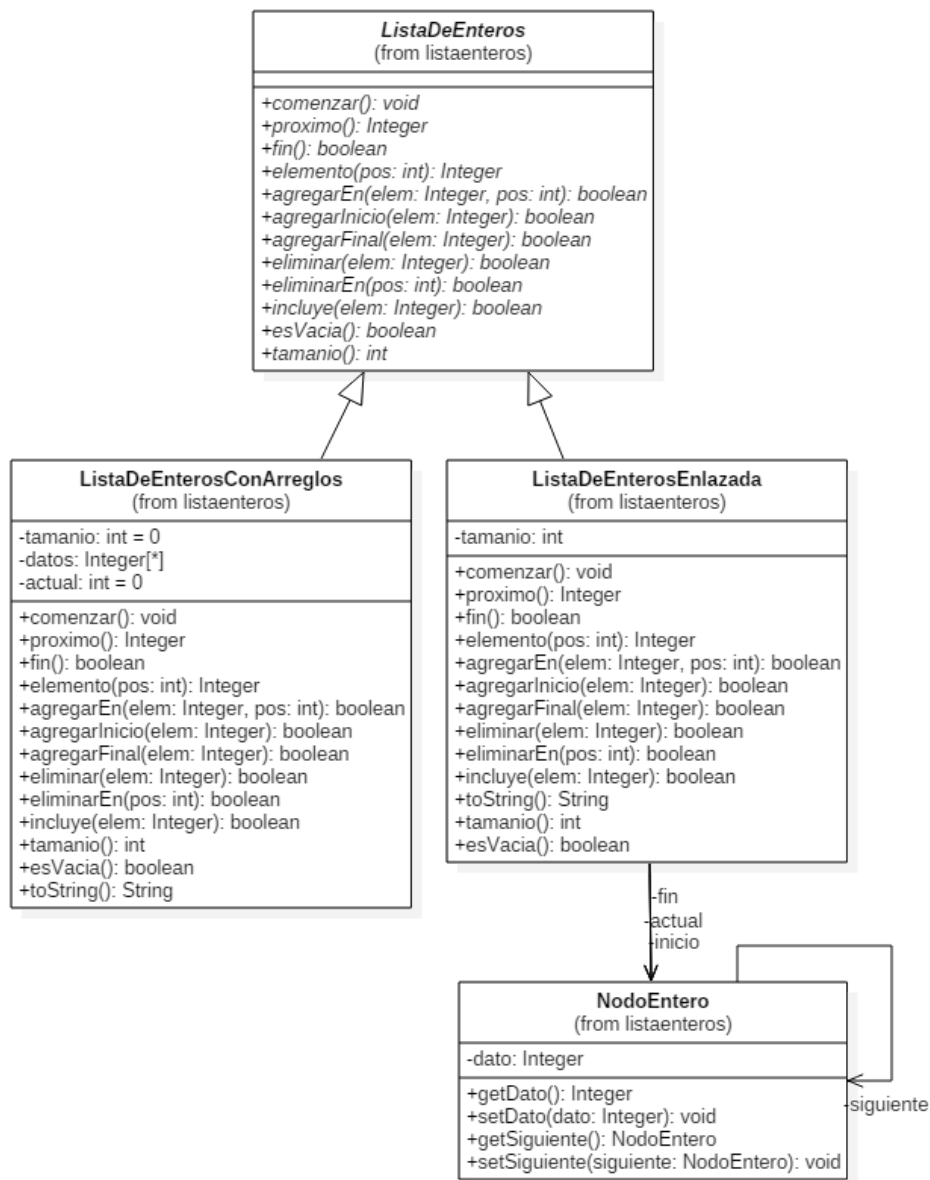 ListaDeEnteros
(from listaenteros)
+comenzar(): void
+proximo(): Integer
+fin(): boolean
+elemento(pos: int): Integer
+agregarEn(elem: Integer, pos: int): boolean
+agregarInicio(elem: Integer): boolean
+agregarFinal(elem: Integer): boolean
+eliminar(elem: Integer): boolean
+eliminarEn(pos: int): boolean
+incluye(elem: Integer): boolean
+esVacia(): boolean
+tamanio(): int
ListaDeEnterosConArreglos
(from listaenteros)
-tamanio: int = 0
-datos: Integer[*]
-actual: int = 0
+comenzar(): void
+proximo(): Integer
+fin(): boolean
+elemento(pos: int): Integer
+agregarEn(elem: Integer, pos: int): boolean
+agregarInicio(elem: Integer): boolean
+agregarFinal(elem: Integer): boolean
+eliminar(elem: Integer): boolean
+eliminarEn(pos: int): boolean
+incluye(elem: Integer): boolean
+tamanio(): int
+esVacia(): boolean
+toString(): String
ListaDeEnterosEnlazada
(from listaenteros)
-tamanio: int
+comenzar(): void
+proximo(): Integer
+fin(): boolean
+elemento(pos: int): Integer
+agregarEn(elem: Integer, pos: int): boolean
+agregarInicio(elem: Integer): boolean
+agregarFinal(elem: Integer): boolean
+eliminar(elem: Integer): boolean
+eliminarEn(pos: int): boolean
+incluye(elem: Integer): boolean
+toString(): String
+tamanio(): int
+esVacia(): boolean
-fin
-actual
-inicio
NodoEntero
(from listaenteros)
-dato: Integer
+getDato(): Integer
+setDato(dato: Integer): void
+getSiguiente(): NodoEntero
+setSiguiente(siguiente: NodoEntero): void
-siguiente